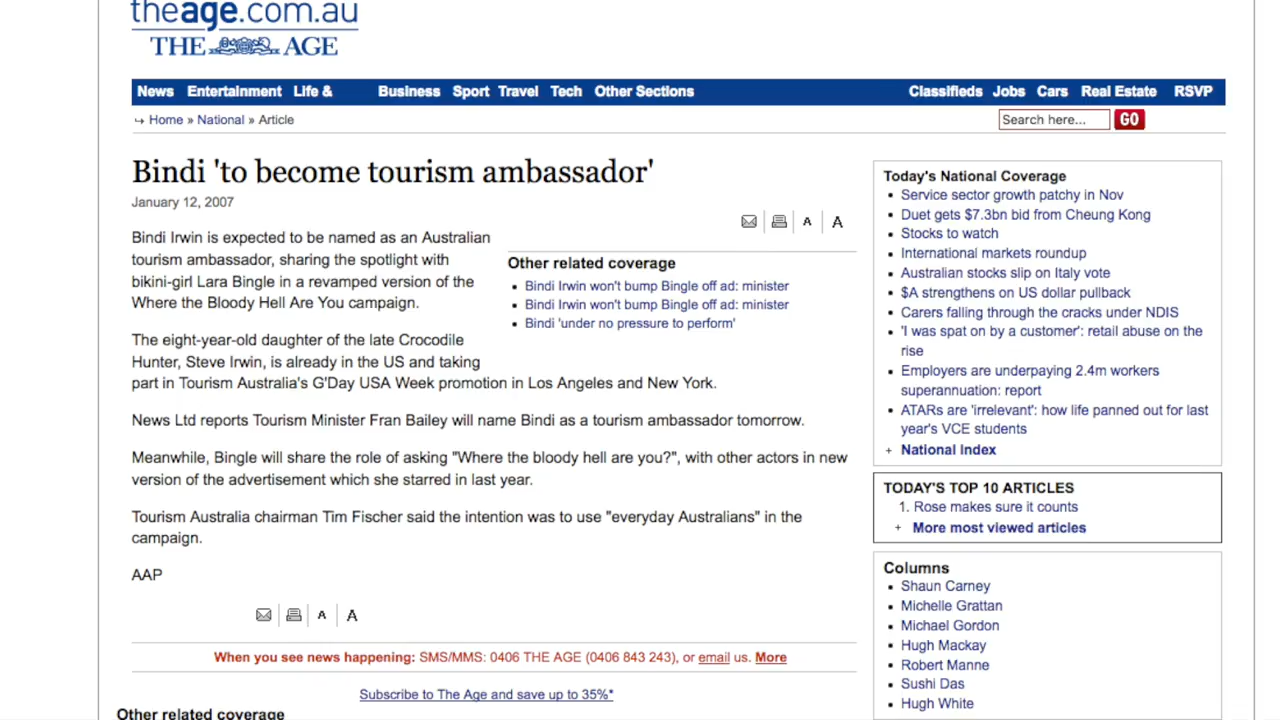 theage.com.au
THE AGE
News Entertainment Life & Business Sport Travel Tech Other Sections Classifieds Jobs Cars Real Estate RSVP
Home » National » Article
Search here... GO
Bindi 'to become tourism ambassador'
January 12, 2007
A A
Bindi Irwin is expected to be named as an Australian
tourism ambassador, sharing the spotlight with
bikini-girl Lara Bingle in a revamped version of the
Where the Bloody Hell Are You campaign.
Other related coverage
Bindi Irwin won't bump Bingle off ad: minister
Bindi Irwin won't bump Bingle off ad: minister
Bindi 'under no pressure to perform'
The eight-year-old daughter of the late Crocodile
Hunter, Steve Irwin, is already in the US and taking
part in Tourism Australia's G'Day USA Week promotion in Los Angeles and New York.
News Ltd reports Tourism Minister Fran Bailey will name Bindi as a tourism ambassador tomorrow.
Meanwhile, Bingle will share the role of asking "Where the bloody hell are you?", with other actors in new
version of the advertisement which she starred in last year.
Tourism Australia chairman Tim Fischer said the intention was to use "everyday Australians" in the
campaign.
AAP
A A
When you see news happening: SMS/MMS: 0406 THE AGE (0406 843 243), or email us. More
Subscribe to The Age and save up to 35%*
Other related coverage
Today's National Coverage
Service sector growth patchy in Nov
Duet gets $7.3bn bid from Cheung Kong
Stocks to watch
International markets roundup
Australian stocks slip on Italy vote
$A strengthens on US dollar pullback
Carers falling through the cracks under NDIS
'I was spat on by a customer': retail abuse on the
rise
Employers are underpaying 2.4m workers
superannuation: report
ATARs are 'irrelevant': how life panned out for last
year's VCE students
+ National Index
TODAY'S TOP 10 ARTICLES
1. Rose makes sure it counts
+ More most viewed articles
Columns
Shaun Carney
Michelle Grattan
Michael Gordon
Hugh Mackay
Robert Manne
Sushi Das
Hugh White